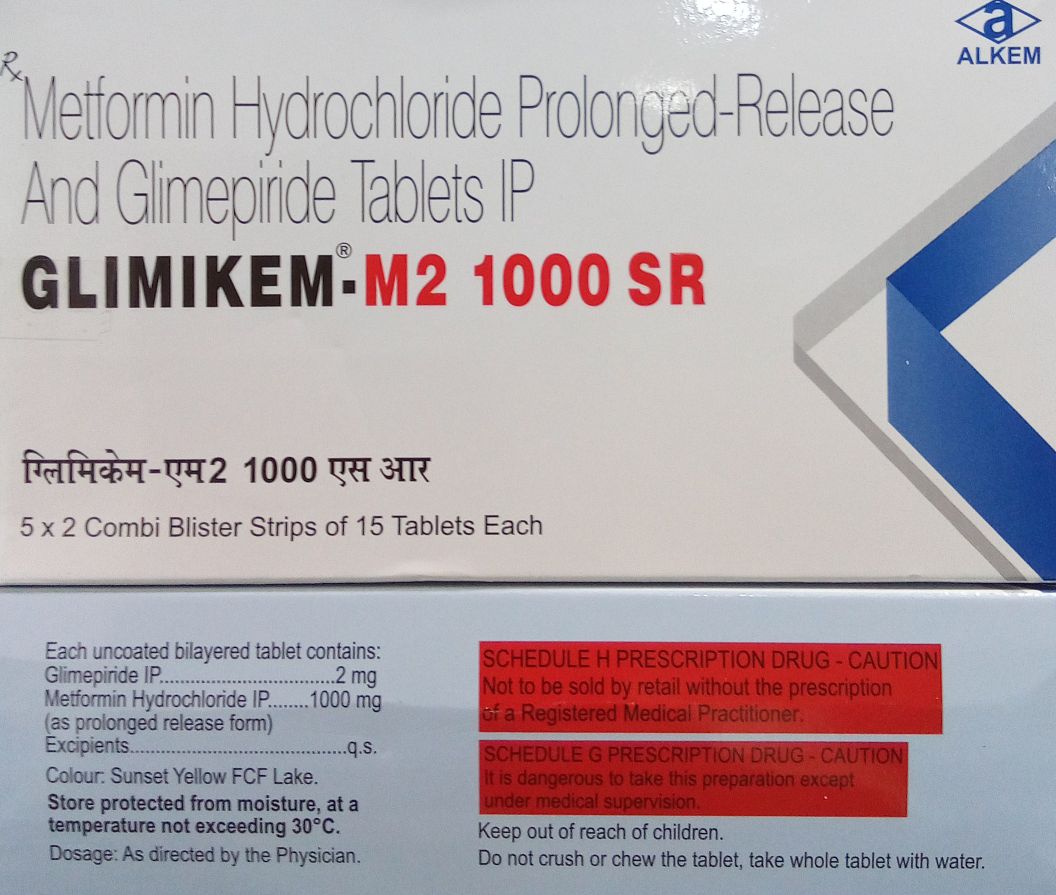 ALKEM
Rx
Metformin Hydrochloride Prolonged-Release
And Glimepiride Tablets IP
GLIMIKEM®-M2 1000 SR
ग्लिमिकेम-एम2 1000 एस आर
5 x 2 Combi Blister Strips of 15 Tablets Each
Each uncoated bilayered tablet contains:
Glimepiride IP................................2 mg
Metformin Hydrochloride IP........1000 mg
(as prolonged release form)
Excipients.......................................q.s.
Colour: Sunset Yellow FCF Lake.
Store protected from moisture, at a
temperature not exceeding 30°C.
Dosage: As directed by the Physician.
SCHEDULE H PRESCRIPTION DRUG - CAUTION
Not to be sold by retail without the prescription
of a Registered Medical Practitioner.
SCHEDULE G PRESCRIPTION DRUG - CAUTION
It is dangerous to take this preparation except
under medical supervision.
Keep out of reach of children.
Do not crush or chew the tablet, take whole tablet with water.